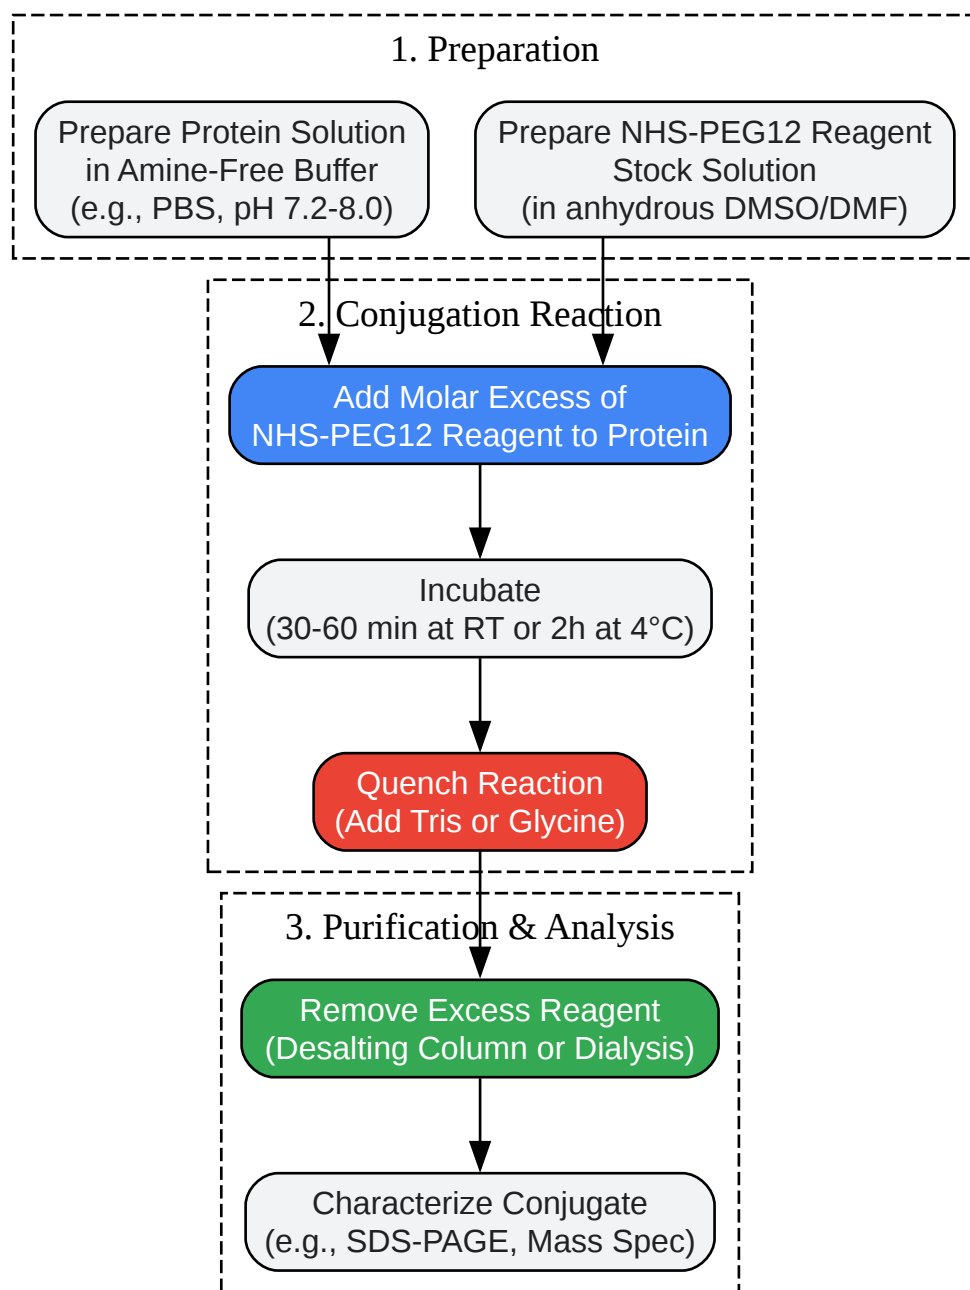 1. Preparation
Prepare Protein Solution
in Amine-Free Buffer
(e.g., PBS, pH 7.2-8.0)
Prepare NHS-PEG12 Reagent
Stock Solution
(in anhydrous DMSO/DMF)
2. Conjugation Reaction
Add Molar Excess of
NHS-PEG12 Reagent to Protein
Incubate
(30-60 min at RT or 2h at 4°C)
Quench Reaction
(Add Tris or Glycine)
3. Purification & Analysis
Remove Excess Reagent
(Desalting Column or Dialysis)
Characterize Conjugate
(e.g., SDS-PAGE, Mass Spec)